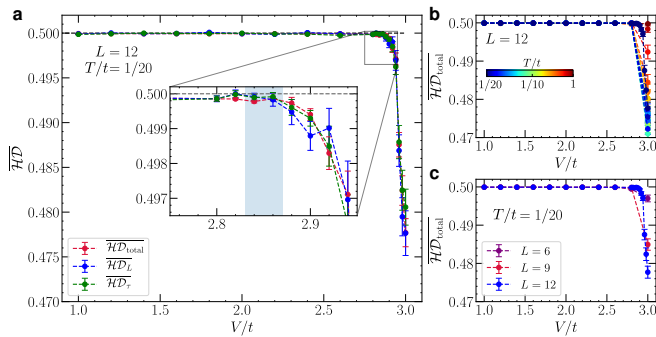 a
0.500
0.495
0.490
0.485
0.480
0.475
0.470
1.0
1.5
2.0
2.5
3.0
V/t
HD
L = 12
T/t = 1/20
0.500
0.499
0.498
0.497
2.8
2.9
HD_total
HD_L
HD_τ
b
0.50
0.49
0.48
0.47
1.0
1.5
2.0
2.5
3.0
V/t
HD_total
L = 12
T/t
1/20
1/10
1
c
0.50
0.49
0.48
0.47
1.0
1.5
2.0
2.5
3.0
V/t
HD_total
T/t = 1/20
L = 6
L = 9
L = 12